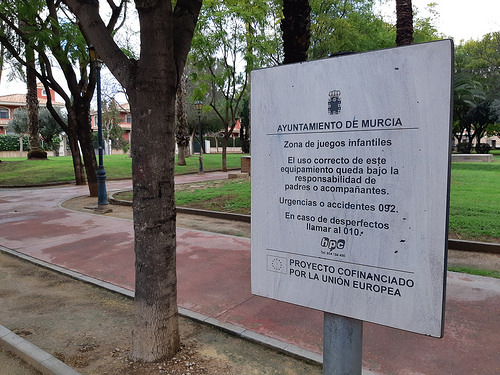 AYUNTAMIENTO DE MURCIA
Zona de juegos infantiles
El uso correcto de este
equipamiento queda bajo la
responsabilidad de
padres o acompañantes.
Urgencias o accidentes 092.
En caso de desperfectos
llamar al 010.
hpc
PROYECTO COFINANCIADO
POR LA UNIÓN EUROPEA